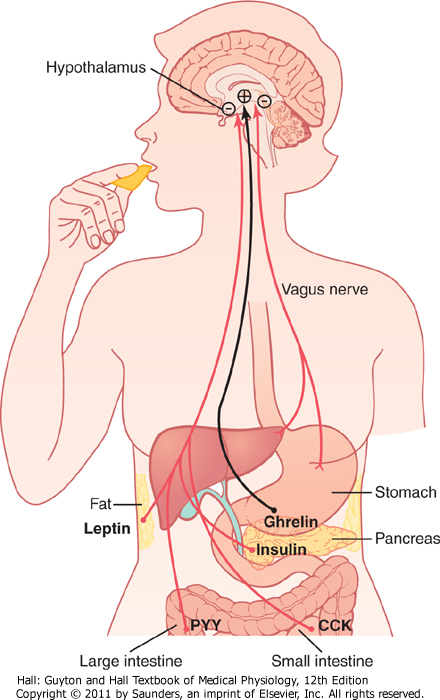 Hypothalamus
Vagus nerve
Stomach
Fat
Leptin
Ghrelin
Insulin
Pancreas
PYY
CCK
Large intestine
Small intestine
Hall: Guyton and Hall Textbook of Medical Physiology, 12th Edition
Copyright © 2011 by Saunders, an imprint of Elsevier, Inc. All rights reserved.